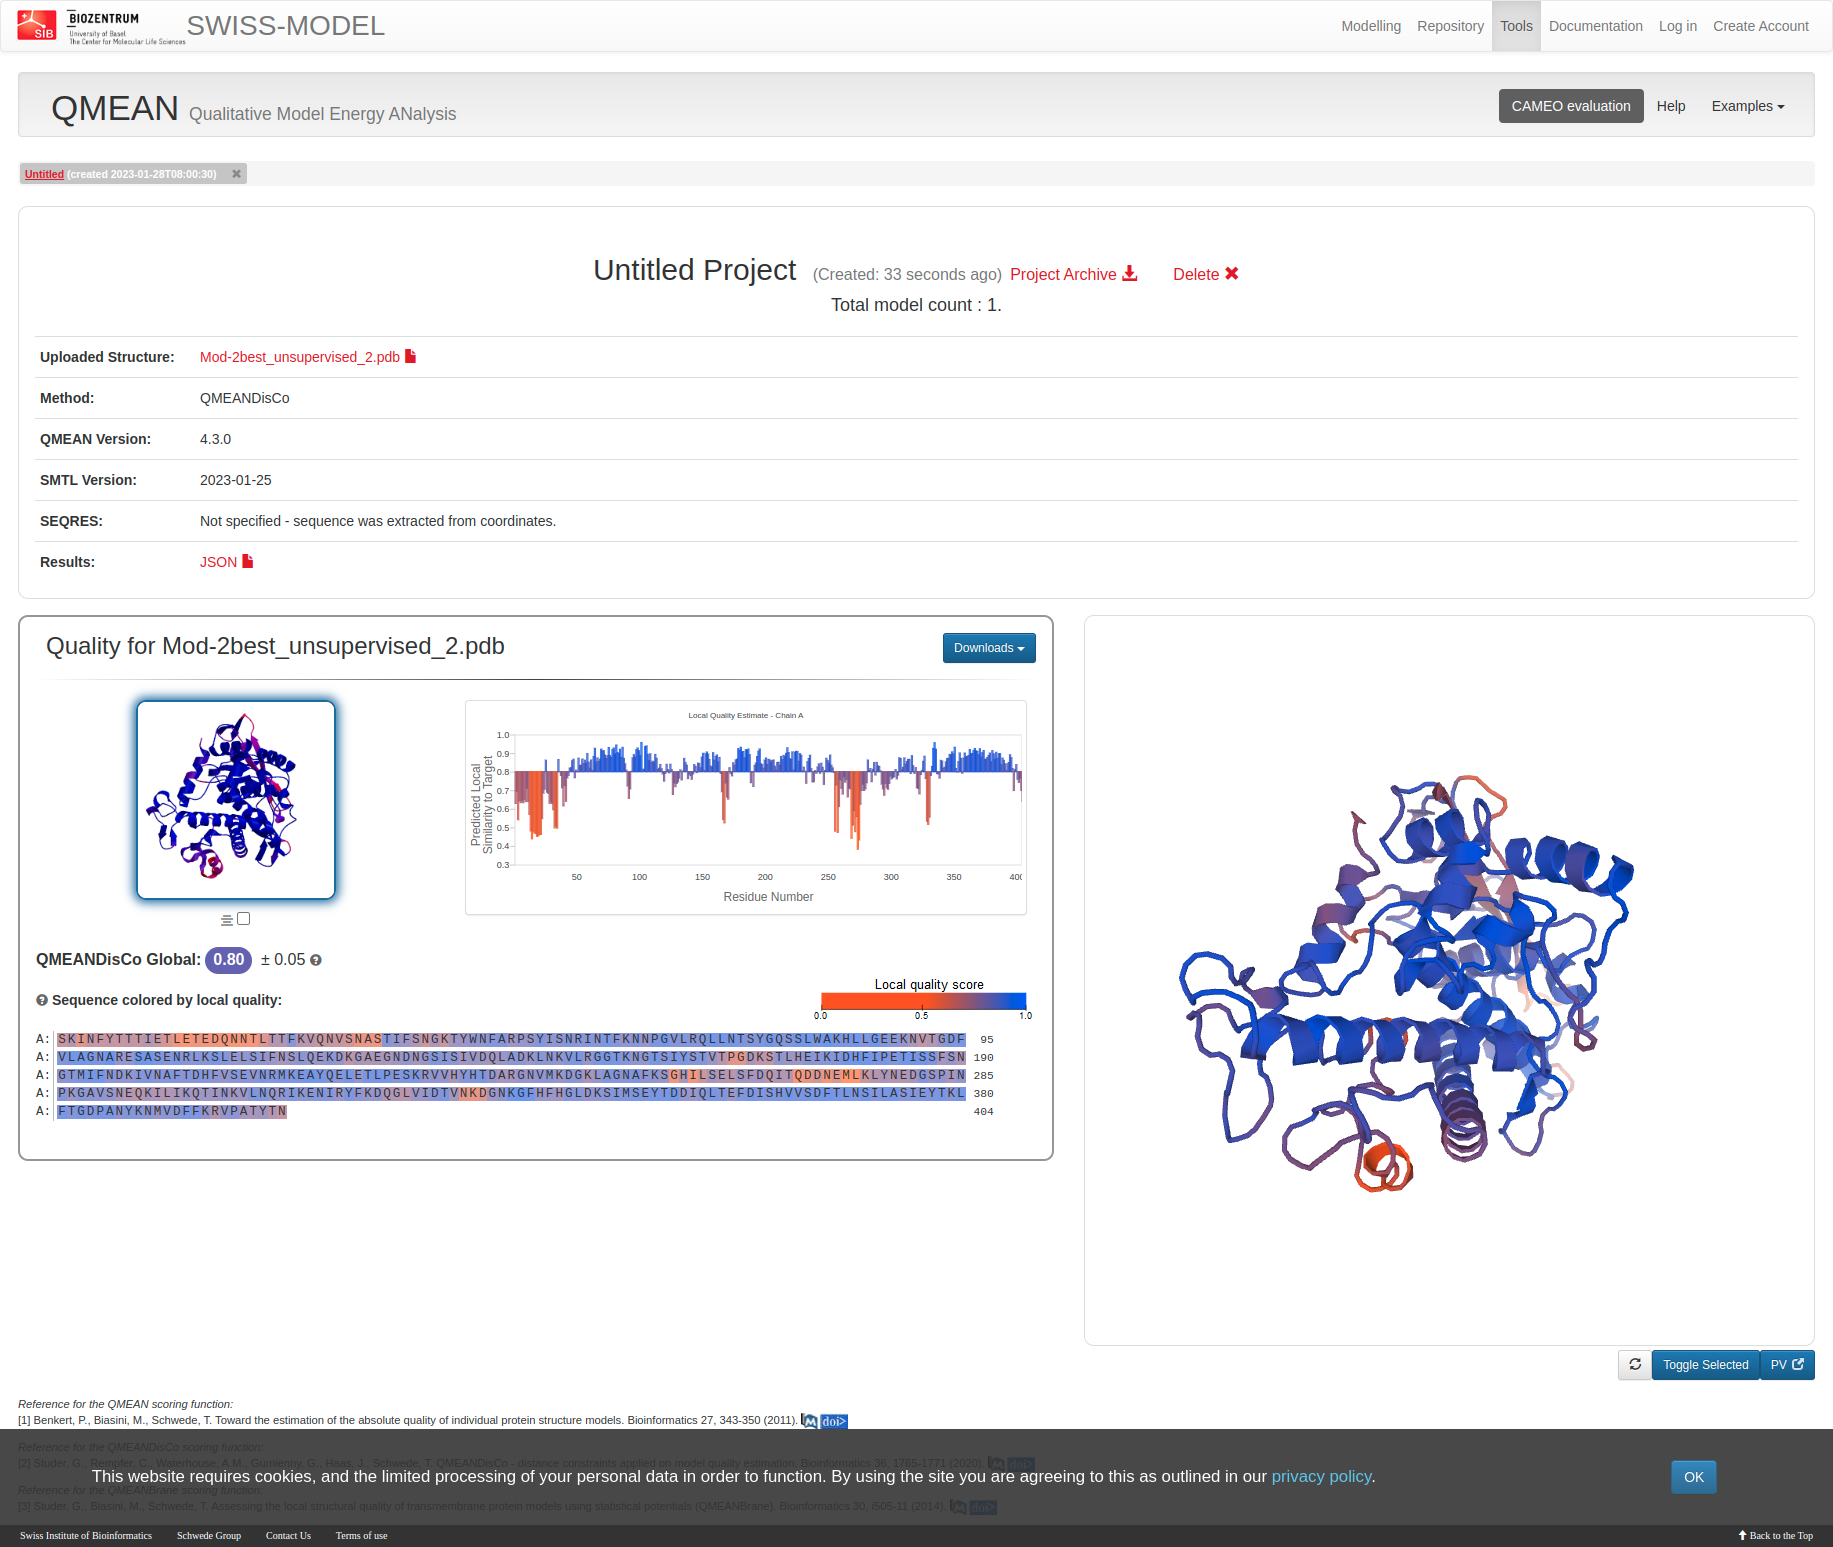 SIB
BIOZENTRUM
University of Basel
The Center for Molecular Life Sciences
SWISS-MODEL
Modelling Repository Tools Documentation Log in Create Account
QMEAN Qualitative Model Energy ANalysis
CAMEO evaluation Help Examples
Untitled (created 2023-01-28T08:00:30)
Untitled Project (Created: 33 seconds ago) Project Archive Delete
Total model count : 1.
Uploaded Structure: Mod-2best_unsupervised_2.pdb
Method: QMEANDisCo
QMEAN Version: 4.3.0
SMTL Version: 2023-01-25
SEQRES: Not specified - sequence was extracted from coordinates.
Results: JSON
Quality for Mod-2best_unsupervised_2.pdb
Downloads
Local Quality Estimate - Chain A
Predicted Local
Similarity to Target
1.0
0.9
0.8
0.7
0.6
0.5
0.4
0.3
50 100 150 200 250 300 350 400
Residue Number
QMEANDisCo Global: 0.80 ± 0.05
Sequence colored by local quality:
Local quality score
0.0 0.5 1.0
A: SKINFYTTTIETLETEDQNNTLTTFKVQNVSNASTIFSNGKTYWNFARPSYISNRINTFKNNPGVLRQLLNTSYGQSSLWAKHLLGEEKNVTGDF 95
A: VLAGNARESASENRLKSLELSIFNSLQEKDKGAEGNDNGSISIVDQLADKLNKVLRGGTKNGTSIYSTVTPGDKSTLHEIKIDHFIPETISSFSN 190
A: GTMIFNDKIVNAFTDHFVSEVNRMKEAYQELETLPESKRVVHYHTDARGNVMKDGKLAGNAFKSGHILSELSFDQITQDDNEMLKLYNEDGSPIN 285
A: PKGAVSNEQKILIKQTINKVLNQRIKENIRYFKDQGLVIDTVNKDGNKGFHFHGLDKSIMSEYTDDIQLTEFDISHVVSDFTLNSILASIEYTKL 380
A: FTGDPANYKNMVDFFKRVPATYTN 404
Toggle Selected PV
Reference for the QMEAN scoring function:
[1] Benkert, P., Biasini, M., Schwede, T. Toward the estimation of the absolute quality of individual protein structure models. Bioinformatics 27, 343-350 (2011). M doi>
Reference for the QMEANDisCo scoring function:
[2] Studer, G., Rempfer, C., Waterhouse, A.M., Gumienny, G., Haas, J., Schwede, T. QMEANDisCo - distance constraints applied on model quality estimation. Bioinformatics 36, 1765-1771 (2020). M doi>
This website requires cookies, and the limited processing of your personal data in order to function. By using the site you are agreeing to this as outlined in our privacy policy.
OK
Reference for the QMEANBrane scoring function:
[3] Studer, G., Biasini, M., Schwede, T. Assessing the local structural quality of transmembrane protein models using statistical potentials (QMEANBrane). Bioinformatics 30, i505-11 (2014). M doi>
Swiss Institute of Bioinformatics Schwede Group Contact Us Terms of use Back to the Top